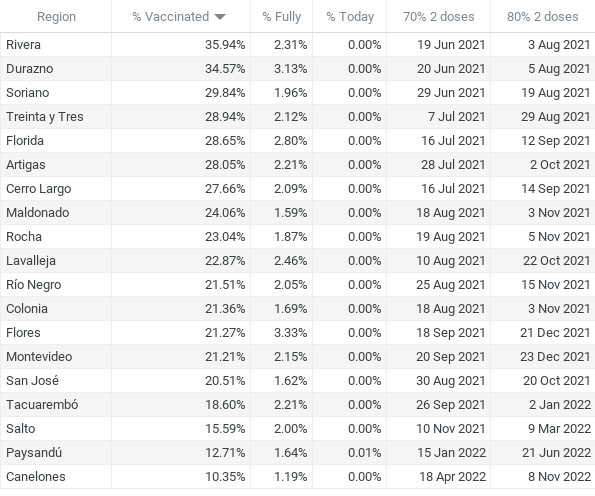 Region % Vaccinated % Fully % Today 70% 2 doses 80% 2 doses
Rivera 35.94% 2.31% 0.00% 19 Jun 2021 3 Aug 2021
Durazno 34.57% 3.13% 0.00% 20 Jun 2021 5 Aug 2021
Soriano 29.84% 1.96% 0.00% 29 Jun 2021 19 Aug 2021
Treinta y Tres 28.94% 2.12% 0.00% 7 Jul 2021 29 Aug 2021
Florida 28.65% 2.80% 0.00% 16 Jul 2021 12 Sep 2021
Artigas 28.05% 2.21% 0.00% 28 Jul 2021 2 Oct 2021
Cerro Largo 27.66% 2.09% 0.00% 16 Jul 2021 14 Sep 2021
Maldonado 24.06% 1.59% 0.00% 18 Aug 2021 3 Nov 2021
Rocha 23.04% 1.87% 0.00% 19 Aug 2021 5 Nov 2021
Lavalleja 22.87% 2.46% 0.00% 10 Aug 2021 22 Oct 2021
Río Negro 21.51% 2.05% 0.00% 25 Aug 2021 15 Nov 2021
Colonia 21.36% 1.69% 0.00% 18 Aug 2021 3 Nov 2021
Flores 21.27% 3.33% 0.00% 18 Sep 2021 21 Dec 2021
Montevideo 21.21% 2.15% 0.00% 20 Sep 2021 23 Dec 2021
San José 20.51% 1.62% 0.00% 30 Aug 2021 20 Oct 2021
Tacuarembó 18.60% 2.21% 0.00% 26 Sep 2021 2 Jan 2022
Salto 15.59% 2.00% 0.00% 10 Nov 2021 9 Mar 2022
Paysandú 12.71% 1.64% 0.01% 15 Jan 2022 21 Jun 2022
Canelones 10.35% 1.19% 0.00% 18 Apr 2022 8 Nov 2022